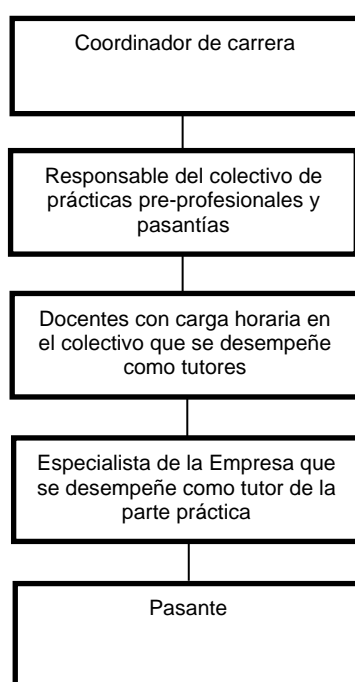 Coordinador de carrera
Responsable del colectivo de
prácticas pre-profesionales y
pasantías
Docentes con carga horaria en
el colectivo que se desempeñe
como tutores
Especialista de la Empresa que
se desempeñe como tutor de la
parte práctica
Pasante